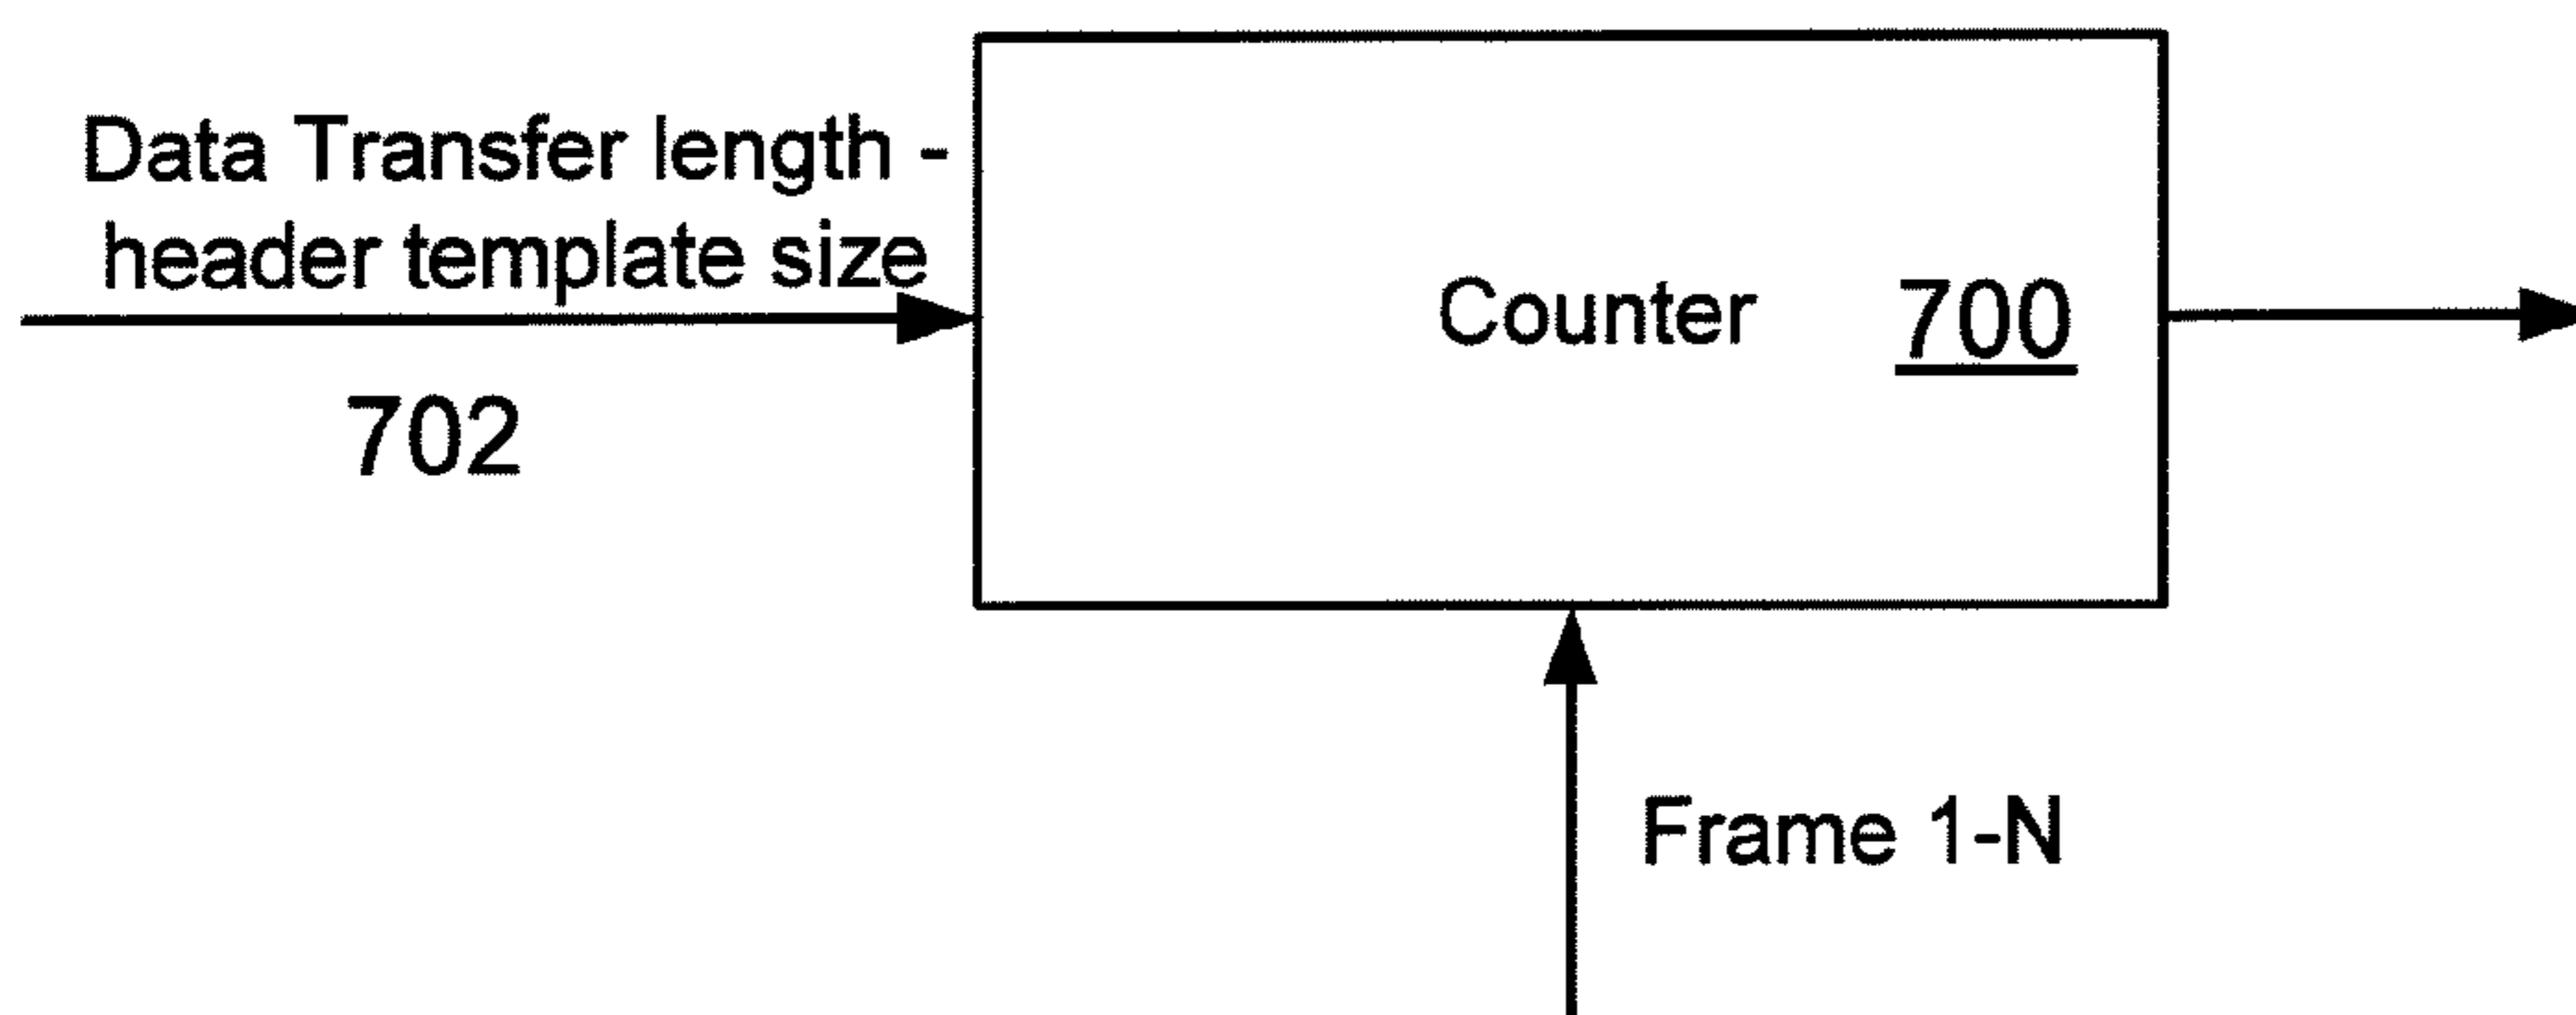 Data Transfer length -
header template size
702
Counter 700
Frame 1-N